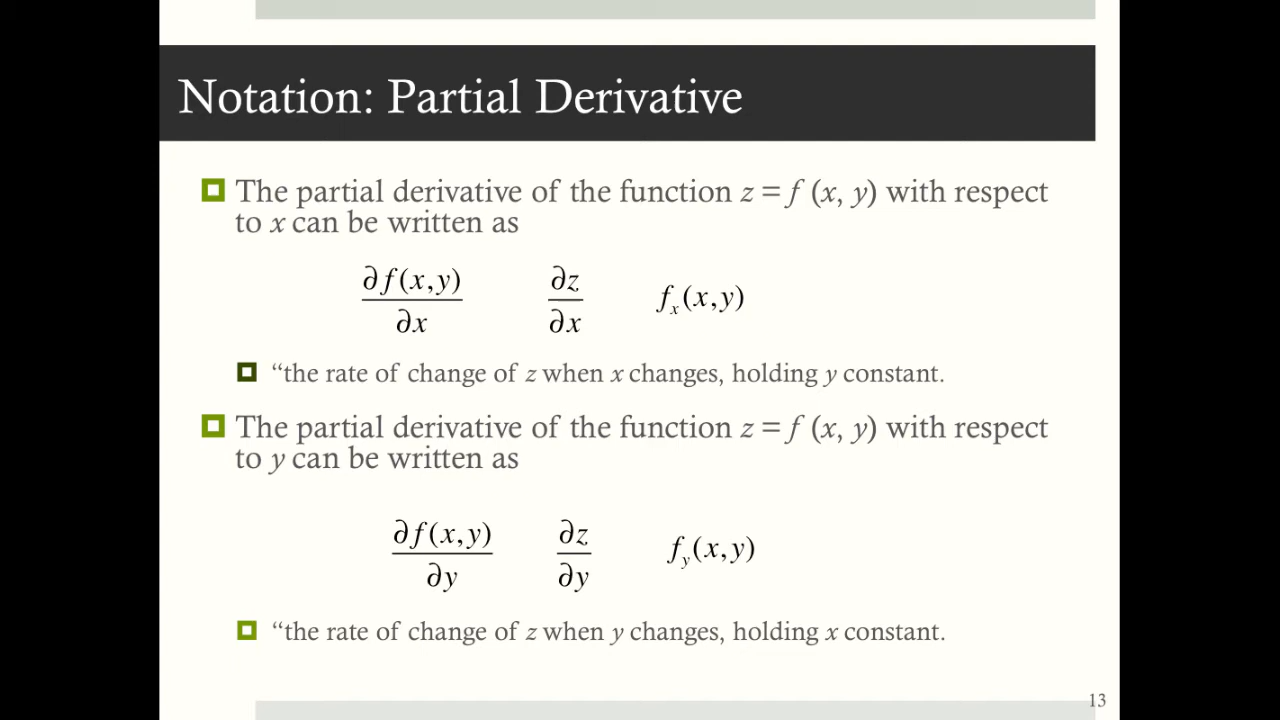 Notation: Partial Derivative
The partial derivative of the function z = f (x, y) with respect
to x can be written as
∂f(x,y)/∂x ∂z/∂x fₓ(x,y)
“the rate of change of z when x changes, holding y constant.
The partial derivative of the function z = f (x, y) with respect
to y can be written as
∂f(x,y)/∂y ∂z/∂y f_y(x,y)
“the rate of change of z when y changes, holding x constant.
13